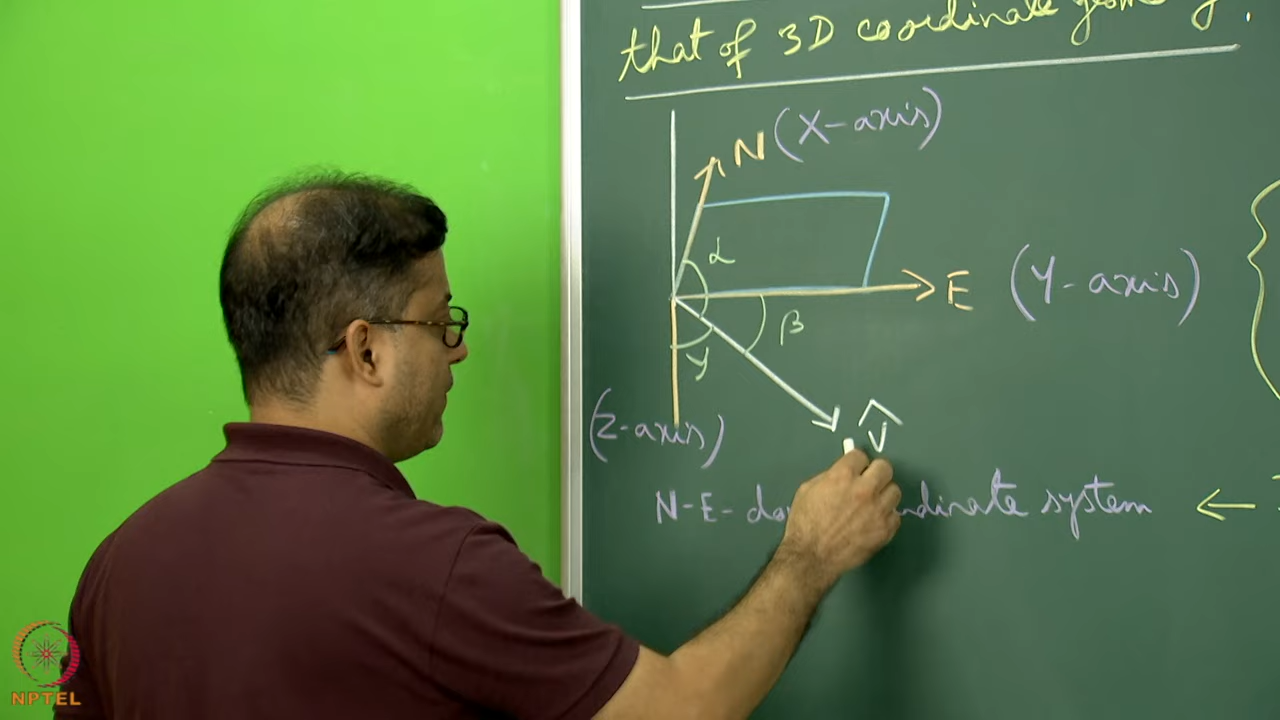 that of 3D coordinate
N (X-axis)
α
E (Y-axis)
β
γ
(Z-axis)
v̂
N-E- system ←
NPTEL